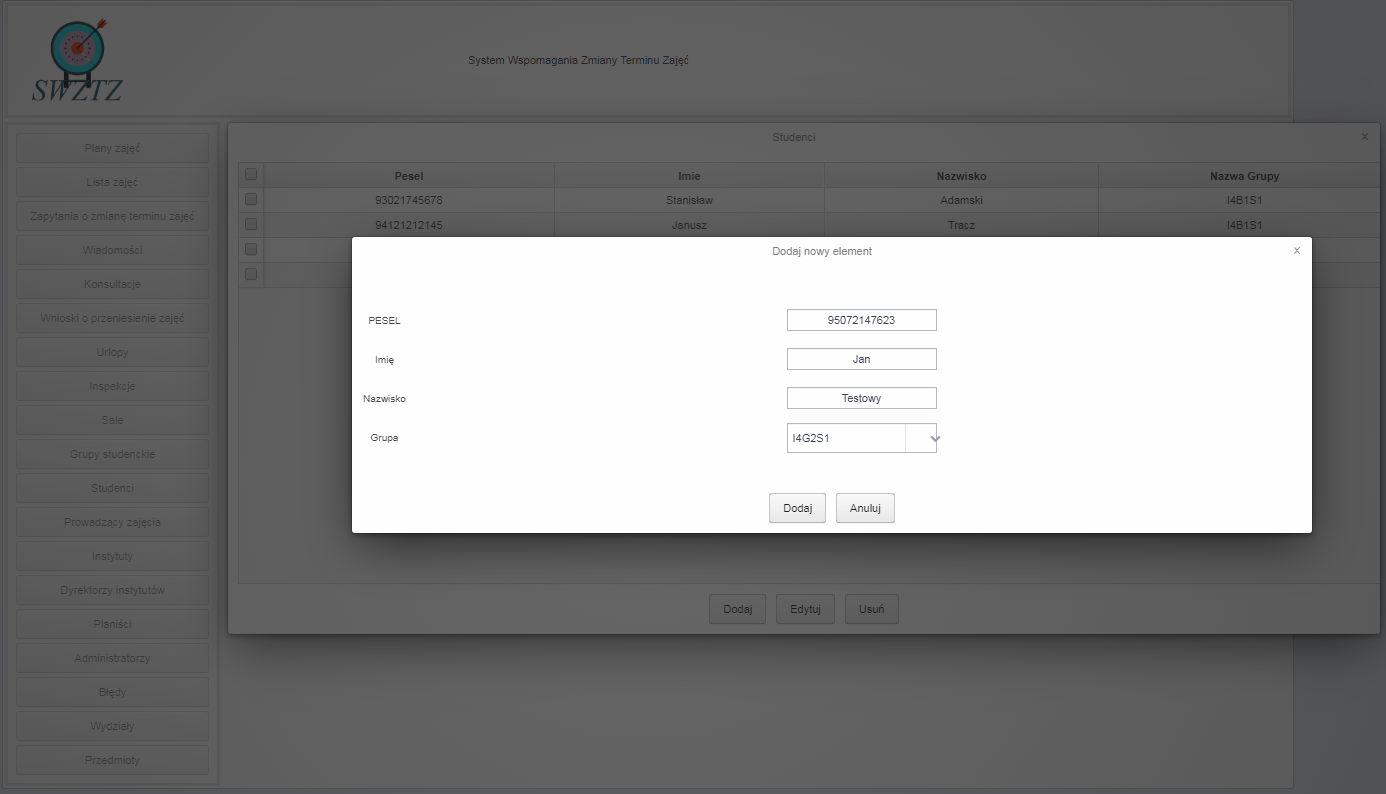 SWZTZ
System Wspomagania Zmiany Terminu Zajęć
Plany zajęć
Lista zajęć
Zapytania o zmianę terminu zajęć
Wiadomości
Konsultacje
Wnioski o przeniesienie zajęć
Urlopy
Inspekcje
Sale
Grupy studenckie
Studenci
Prowadzący zajęcia
Instytuty
Dyrektorzy Instytutów
Planiści
Administratorzy
Błędy
Wydziały
Przedmioty
Studenci x
Pesel Imie Nazwisko Nazwa Grupy
93021745678 Stanisław Adamski I4B1S1
94121212145 Janusz Tracz I4B1S1
Dodaj nowy element x
PESEL 95072147623
Imię Jan
Nazwisko Testowy
Grupa I4G2S1
Dodaj Anuluj
Dodaj Edytuj Usuń